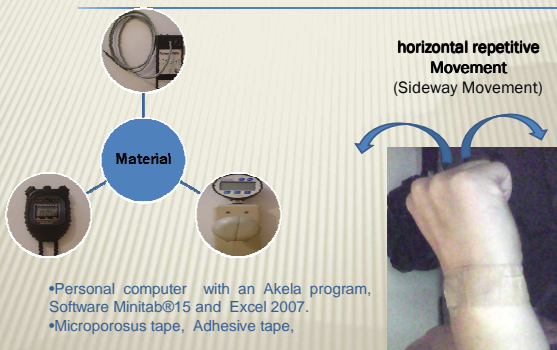 horizontal repetitive
Movement
(Sideway Movement)
Material
•Personal computer with an Akela program,
Software Minitab®15 and Excel 2007.
•Microporosus tape, Adhesive tape,